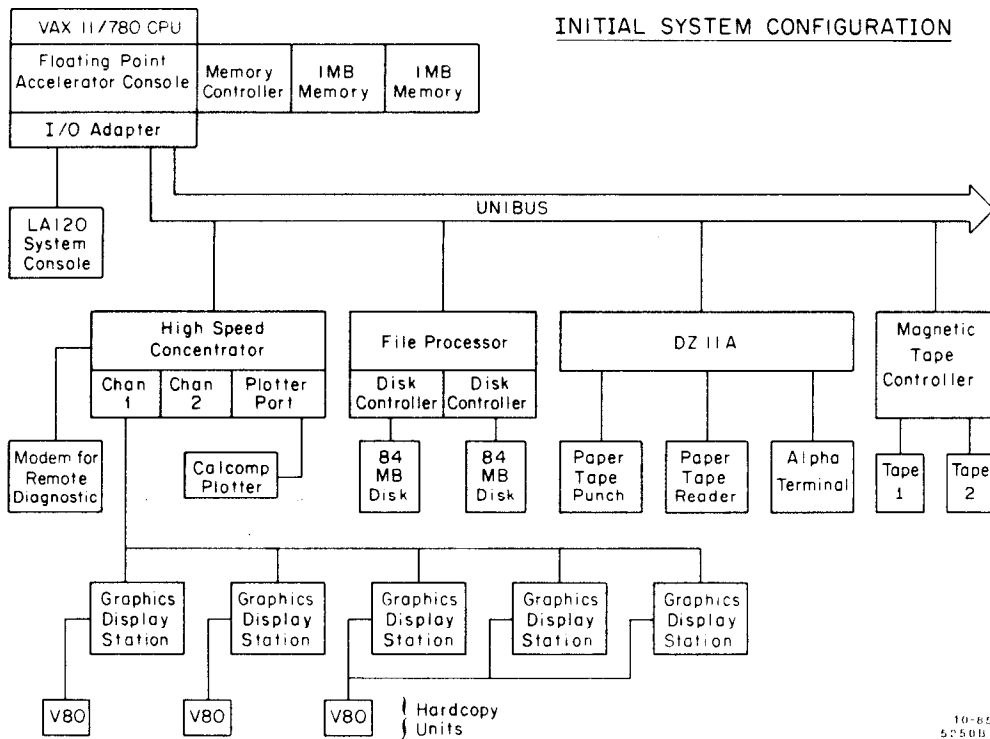 INITIAL SYSTEM CONFIGURATION
VAX 11/780 CPU
Floating Point
Accelerator Console
Memory
Controller
1MB
Memory
1MB
Memory
I/O Adapter
UNIBUS
LA120
System
Console
High Speed
Concentrator
Chan
1
Chan
2
Plotter
Port
File Processor
Disk
Controller
Disk
Controller
DZ11A
Magnetic
Tape
Controller
Modem for
Remote
Diagnostic
Calcomp
Plotter
84
MB
Disk
84
MB
Disk
Paper
Tape
Punch
Paper
Tape
Reader
Alpha
Terminal
Tape
1
Tape
2
Graphics
Display
Station
Graphics
Display
Station
Graphics
Display
Station
Graphics
Display
Station
Graphics
Display
Station
V80
V80
V80
Hardcopy
Units
10-85
5250B